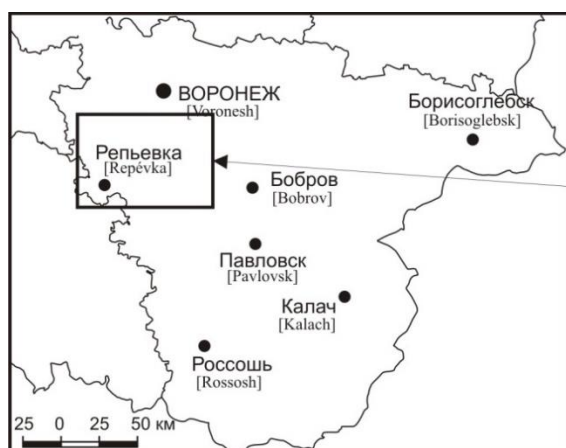 ВОРОНЕЖ
[Voronesh]
Борисоглебск
[Borisoglebsk]
Репьевка
[Repévka]
Бобров
[Bobrov]
Павловск
[Pavlovsk]
Калач
[Kalach]
Россошь
[Rossosh]
25 0 25 50 км